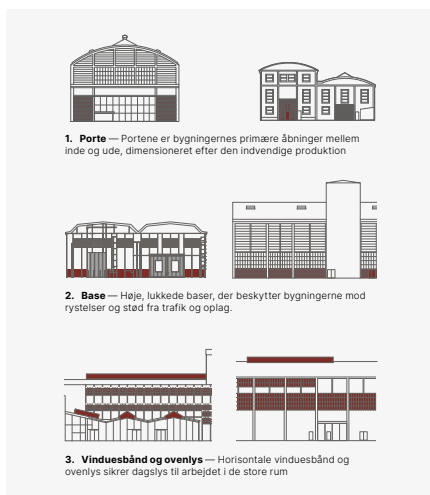 1. Porte — Portene er bygningernes primære åbninger mellem
inde og ude, dimensioneret efter den indvendige produktion
2. Base — Høje, lukkede baser, der beskytter bygningerne mod
rystelser og stød fra trafik og oplag.
3. Vinduesbånd og ovenlys — Horisontale vinduesbånd og
ovenlys sikrer dagslys til arbejdet i de store rum